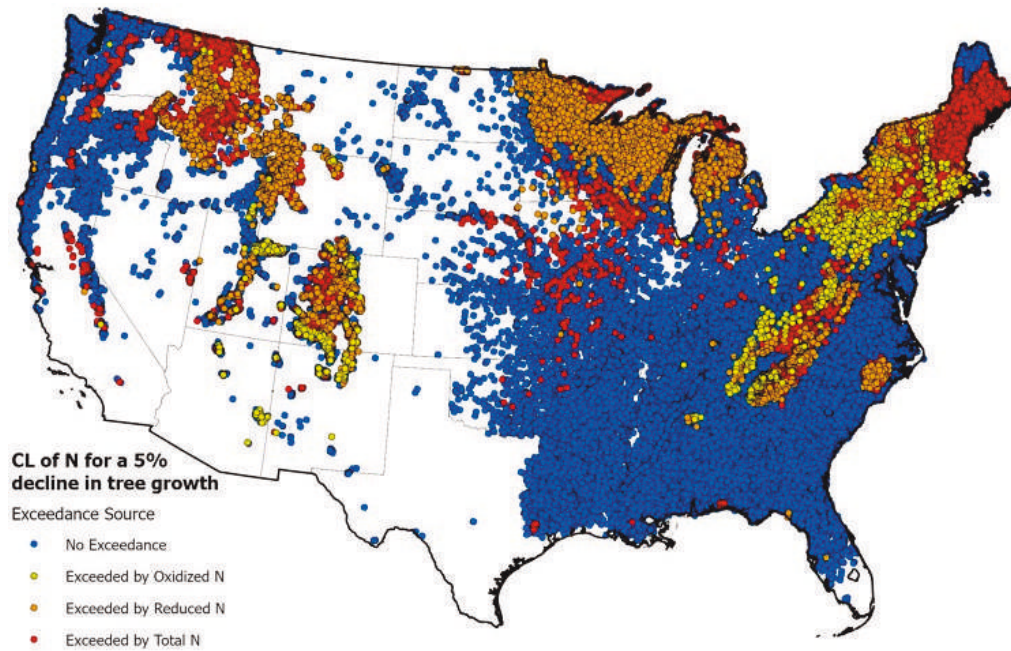 CL of N for a 5%
decline in tree growth
Exceedance Source
No Exceedance
Exceeded by Oxidized N
Exceeded by Reduced N
Exceeded by Total N